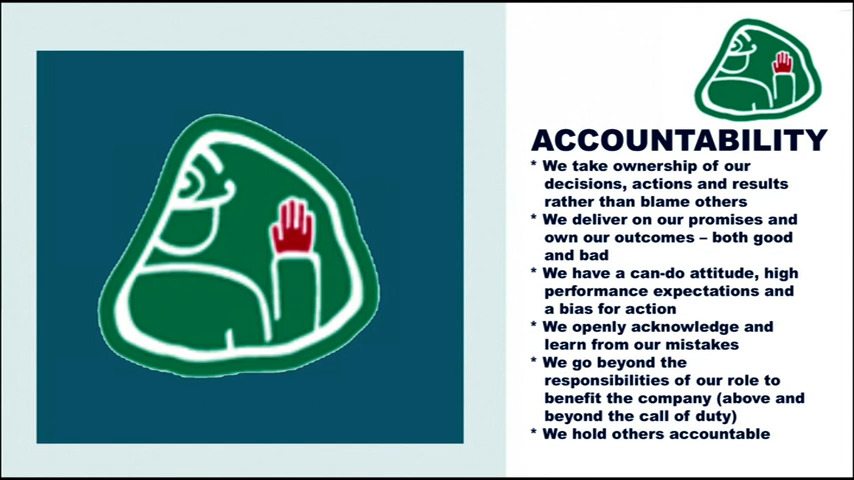 ACCOUNTABILITY
* We take ownership of our
decisions, actions and results
rather than blame others
* We deliver on our promises and
own our outcomes – both good
and bad
* We have a can-do attitude, high
performance expectations and
a bias for action
* We openly acknowledge and
learn from our mistakes
* We go beyond the
responsibilities of our role to
benefit the company (above and
beyond the call of duty)
* We hold others accountable